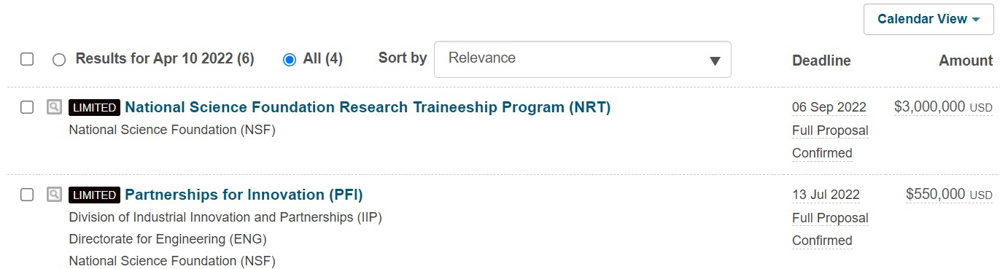 Calendar View
Results for Apr 10 2022 (6) All (4) Sort by Relevance Deadline Amount
LIMITED National Science Foundation Research Traineeship Program (NRT) 06 Sep 2022 $3,000,000 USD
National Science Foundation (NSF) Full Proposal
Confirmed
LIMITED Partnerships for Innovation (PFI) 13 Jul 2022 $550,000 USD
Division of Industrial Innovation and Partnerships (IIP) Full Proposal
Directorate for Engineering (ENG) Confirmed
National Science Foundation (NSF)